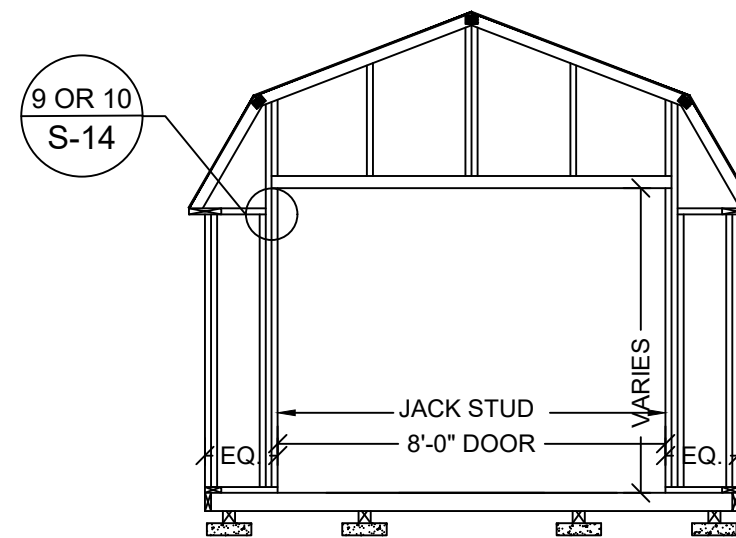 9 OR 10
S-14
VARIES
JACK STUD
8'-0" DOOR
EQ.
EQ.